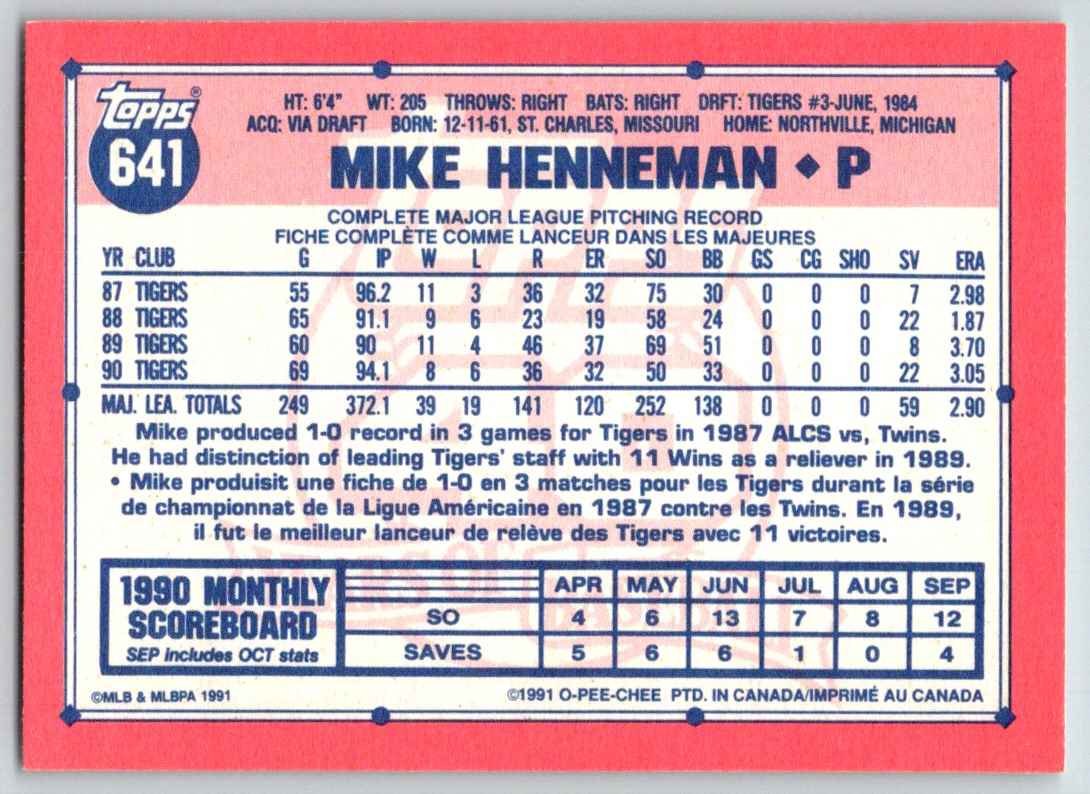 Topps®
641
HT: 6'4" WT: 205 THROWS: RIGHT BATS: RIGHT DRFT: TIGERS #3-JUNE, 1984
ACQ: VIA DRAFT BORN: 12-11-61, ST. CHARLES, MISSOURI HOME: NORTHVILLE, MICHIGAN
MIKE HENNEMAN ◆ P
COMPLETE MAJOR LEAGUE PITCHING RECORD
FICHE COMPLÈTE COMME LANCEUR DANS LES MAJEURES
YR CLUB G IP W L R ER SO BB GS CG SHO SV ERA
87 TIGERS 55 96.2 11 3 36 32 75 30 0 0 0 7 2.98
88 TIGERS 65 91.1 9 6 23 19 58 24 0 0 0 22 1.87
89 TIGERS 60 90 11 4 46 37 69 51 0 0 0 8 3.70
90 TIGERS 69 94.1 8 6 36 32 50 33 0 0 0 22 3.05
MAJ. LEA. TOTALS 249 372.1 39 19 141 120 252 138 0 0 0 59 2.90
Mike produced 1-0 record in 3 games for Tigers in 1987 ALCS vs, Twins.
He had distinction of leading Tigers' staff with 11 Wins as a reliever in 1989.
• Mike produisit une fiche de 1-0 en 3 matches pour les Tigers durant la série
de championnat de la Ligue Américaine en 1987 contre les Twins. En 1989,
il fut le meilleur lanceur de relève des Tigers avec 11 victoires.
1990 MONTHLY
SCOREBOARD
SEP includes OCT stats
APR MAY JUN JUL AUG SEP
SO 4 6 13 7 8 12
SAVES 5 6 6 1 0 4
©MLB & MLBPA 1991
©1991 O-PEE-CHEE PTD. IN CANADA/IMPRIMÉ AU CANADA
40
YEARS OF
BASEBALL